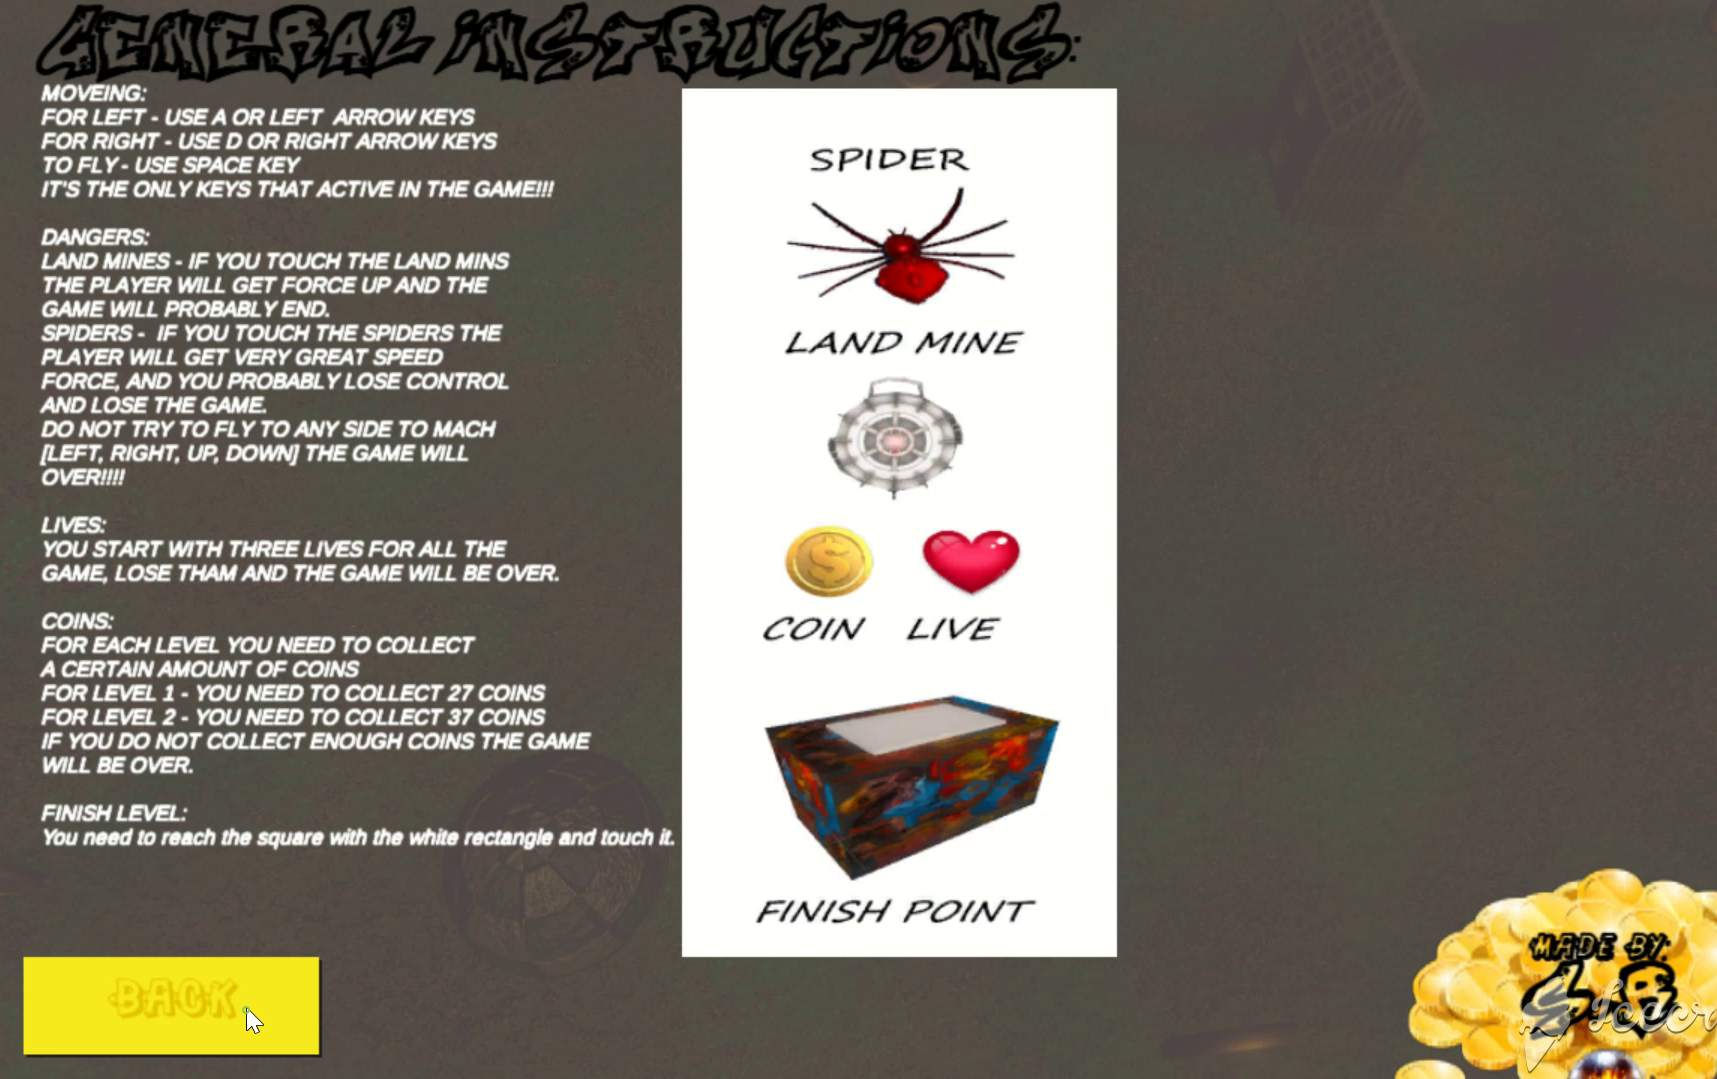 GENERAL INSTRUCTIONS:
MOVEING:
FOR LEFT - USE A OR LEFT ARROW KEYS
FOR RIGHT - USE D OR RIGHT ARROW KEYS
TO FLY - USE SPACE KEY
IT'S THE ONLY KEYS THAT ACTIVE IN THE GAME!!!
DANGERS:
LAND MINES - IF YOU TOUCH THE LAND MINS
THE PLAYER WILL GET FORCE UP AND THE
GAME WILL PROBABLY END.
SPIDERS - IF YOU TOUCH THE SPIDERS THE
PLAYER WILL GET VERY GREAT SPEED
FORCE, AND YOU PROBABLY LOSE CONTROL
AND LOSE THE GAME.
DO NOT TRY TO FLY TO ANY SIDE TO MACH
[LEFT, RIGHT, UP, DOWN] THE GAME WILL
OVER!!!!
LIVES:
YOU START WITH THREE LIVES FOR ALL THE
GAME, LOSE THAM AND THE GAME WILL BE OVER.
COINS:
FOR EACH LEVEL YOU NEED TO COLLECT
A CERTAIN AMOUNT OF COINS
FOR LEVEL 1 - YOU NEED TO COLLECT 27 COINS
FOR LEVEL 2 - YOU NEED TO COLLECT 37 COINS
IF YOU DO NOT COLLECT ENOUGH COINS THE GAME
WILL BE OVER.
FINISH LEVEL:
You need to reach the square with the white rectangle and touch it.
SPIDER
LAND MINE
COIN LIVE
FINISH POINT
BACK
MADE BY: